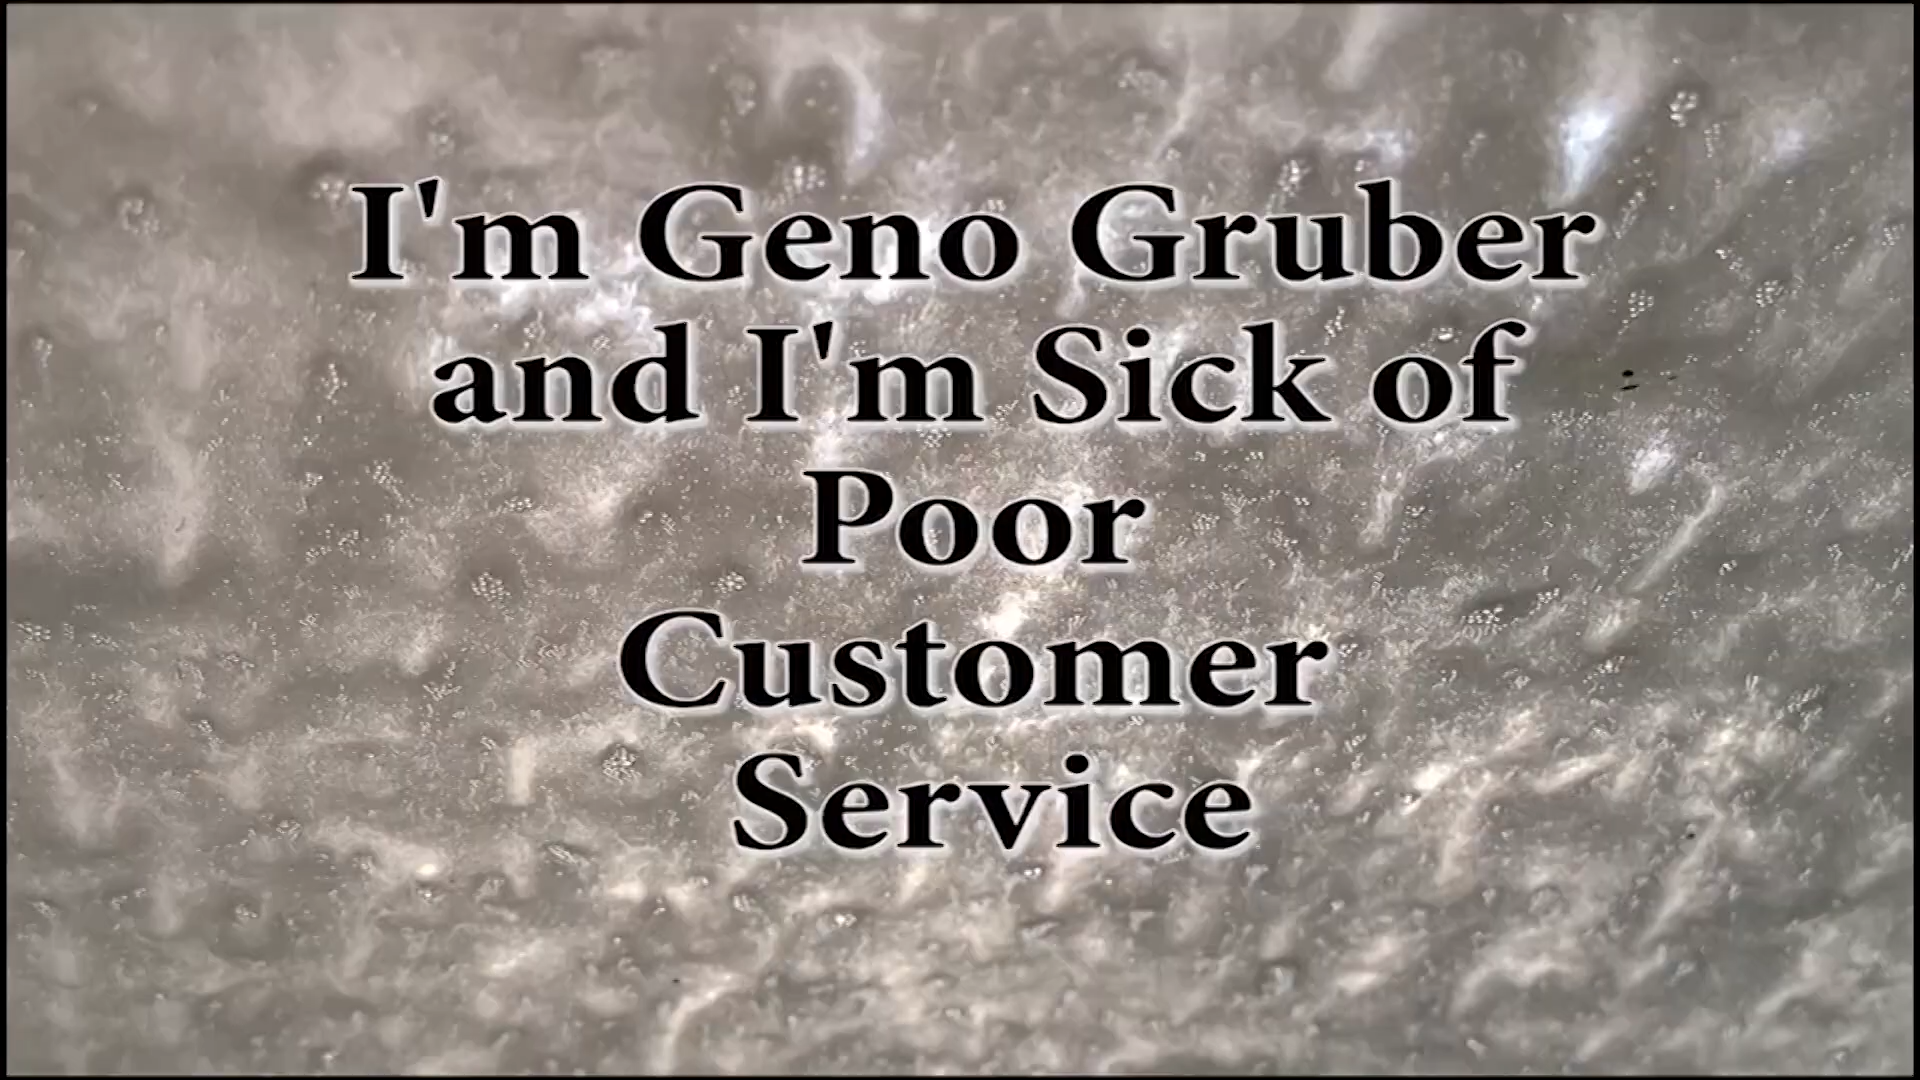 I'm Geno Gruber
and I'm Sick of
Poor
Customer
Service